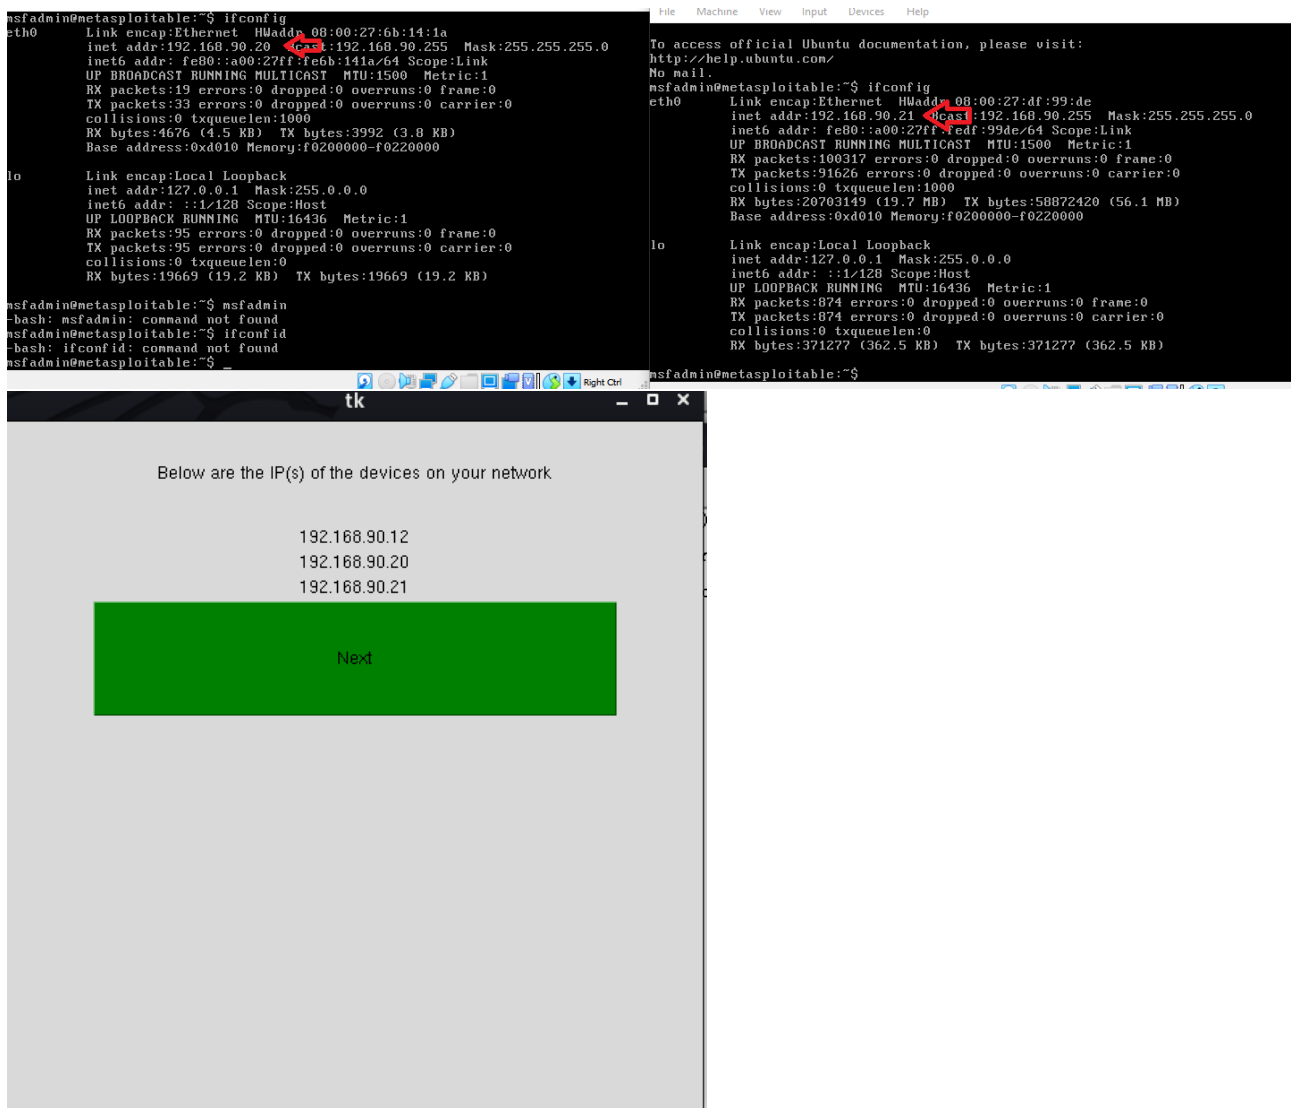 msfadmin@metasploitable:~$ ifconfig
eth0 Link encap:Ethernet HWaddr 08:00:27:6b:14:1a
inet addr:192.168.90.20 Bcast:192.168.90.255 Mask:255.255.255.0
inet6 addr: fe80::a00:27ff:fe6b:141a/64 Scope:Link
UP BROADCAST RUNNING MULTICAST MTU:1500 Metric:1
RX packets:19 errors:0 dropped:0 overruns:0 frame:0
TX packets:33 errors:0 dropped:0 overruns:0 carrier:0
collisions:0 txqueuelen:1000
RX bytes:4676 (4.5 KB) TX bytes:3992 (3.8 KB)
Base address:0xd010 Memory:f0200000-f0220000
lo Link encap:Local Loopback
inet addr:127.0.0.1 Mask:255.0.0.0
inet6 addr: ::1/128 Scope:Host
UP LOOPBACK RUNNING MTU:16436 Metric:1
RX packets:95 errors:0 dropped:0 overruns:0 frame:0
TX packets:95 errors:0 dropped:0 overruns:0 carrier:0
collisions:0 txqueuelen:0
RX bytes:19669 (19.2 KB) TX bytes:19669 (19.2 KB)
msfadmin@metasploitable:~$ msfadmin
-bash: msfadmin: command not found
msfadmin@metasploitable:~$ ifconfid
-bash: ifconfid: command not found
msfadmin@metasploitable:~$ _
Right Ctrl
File Machine View Input Devices Help
To access official Ubuntu documentation, please visit:
http://help.ubuntu.com/
No mail.
msfadmin@metasploitable:~$ ifconfig
eth0 Link encap:Ethernet HWaddr 08:00:27:df:99:de
inet addr:192.168.90.21 Bcast:192.168.90.255 Mask:255.255.255.0
inet6 addr: fe80::a00:27ff:fedf:99de/64 Scope:Link
UP BROADCAST RUNNING MULTICAST MTU:1500 Metric:1
RX packets:100317 errors:0 dropped:0 overruns:0 frame:0
TX packets:91626 errors:0 dropped:0 overruns:0 carrier:0
collisions:0 txqueuelen:1000
RX bytes:20703149 (19.7 MB) TX bytes:58872420 (56.1 MB)
Base address:0xd010 Memory:f0200000-f0220000
lo Link encap:Local Loopback
inet addr:127.0.0.1 Mask:255.0.0.0
inet6 addr: ::1/128 Scope:Host
UP LOOPBACK RUNNING MTU:16436 Metric:1
RX packets:874 errors:0 dropped:0 overruns:0 frame:0
TX packets:874 errors:0 dropped:0 overruns:0 carrier:0
collisions:0 txqueuelen:0
RX bytes:371277 (362.5 KB) TX bytes:371277 (362.5 KB)
msfadmin@metasploitable:~$
tk
Below are the IP(s) of the devices on your network
192.168.90.12
192.168.90.20
192.168.90.21
Next